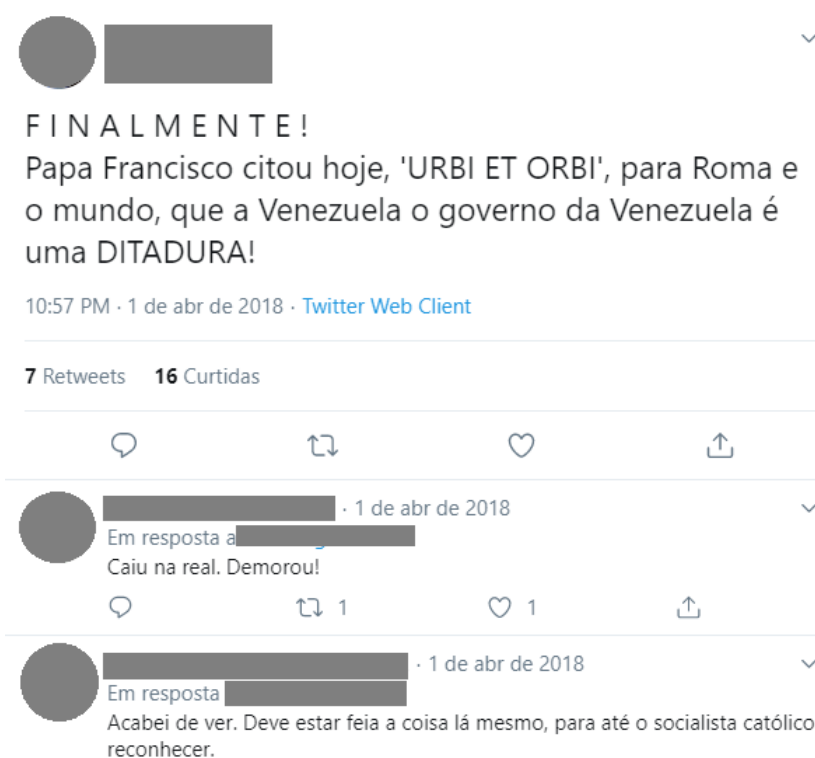 F I N A L M E N T E !
Papa Francisco citou hoje, 'URBI ET ORBI', para Roma e
o mundo, que a Venezuela o governo da Venezuela é
uma DITADURA!
10:57 PM · 1 de abr de 2018 · Twitter Web Client
7 Retweets 16 Curtidas
· 1 de abr de 2018
Em resposta a
Caiu na real. Demorou!
1 1
· 1 de abr de 2018
Em resposta
Acabei de ver. Deve estar feia a coisa lá mesmo, para até o socialista católico
reconhecer.